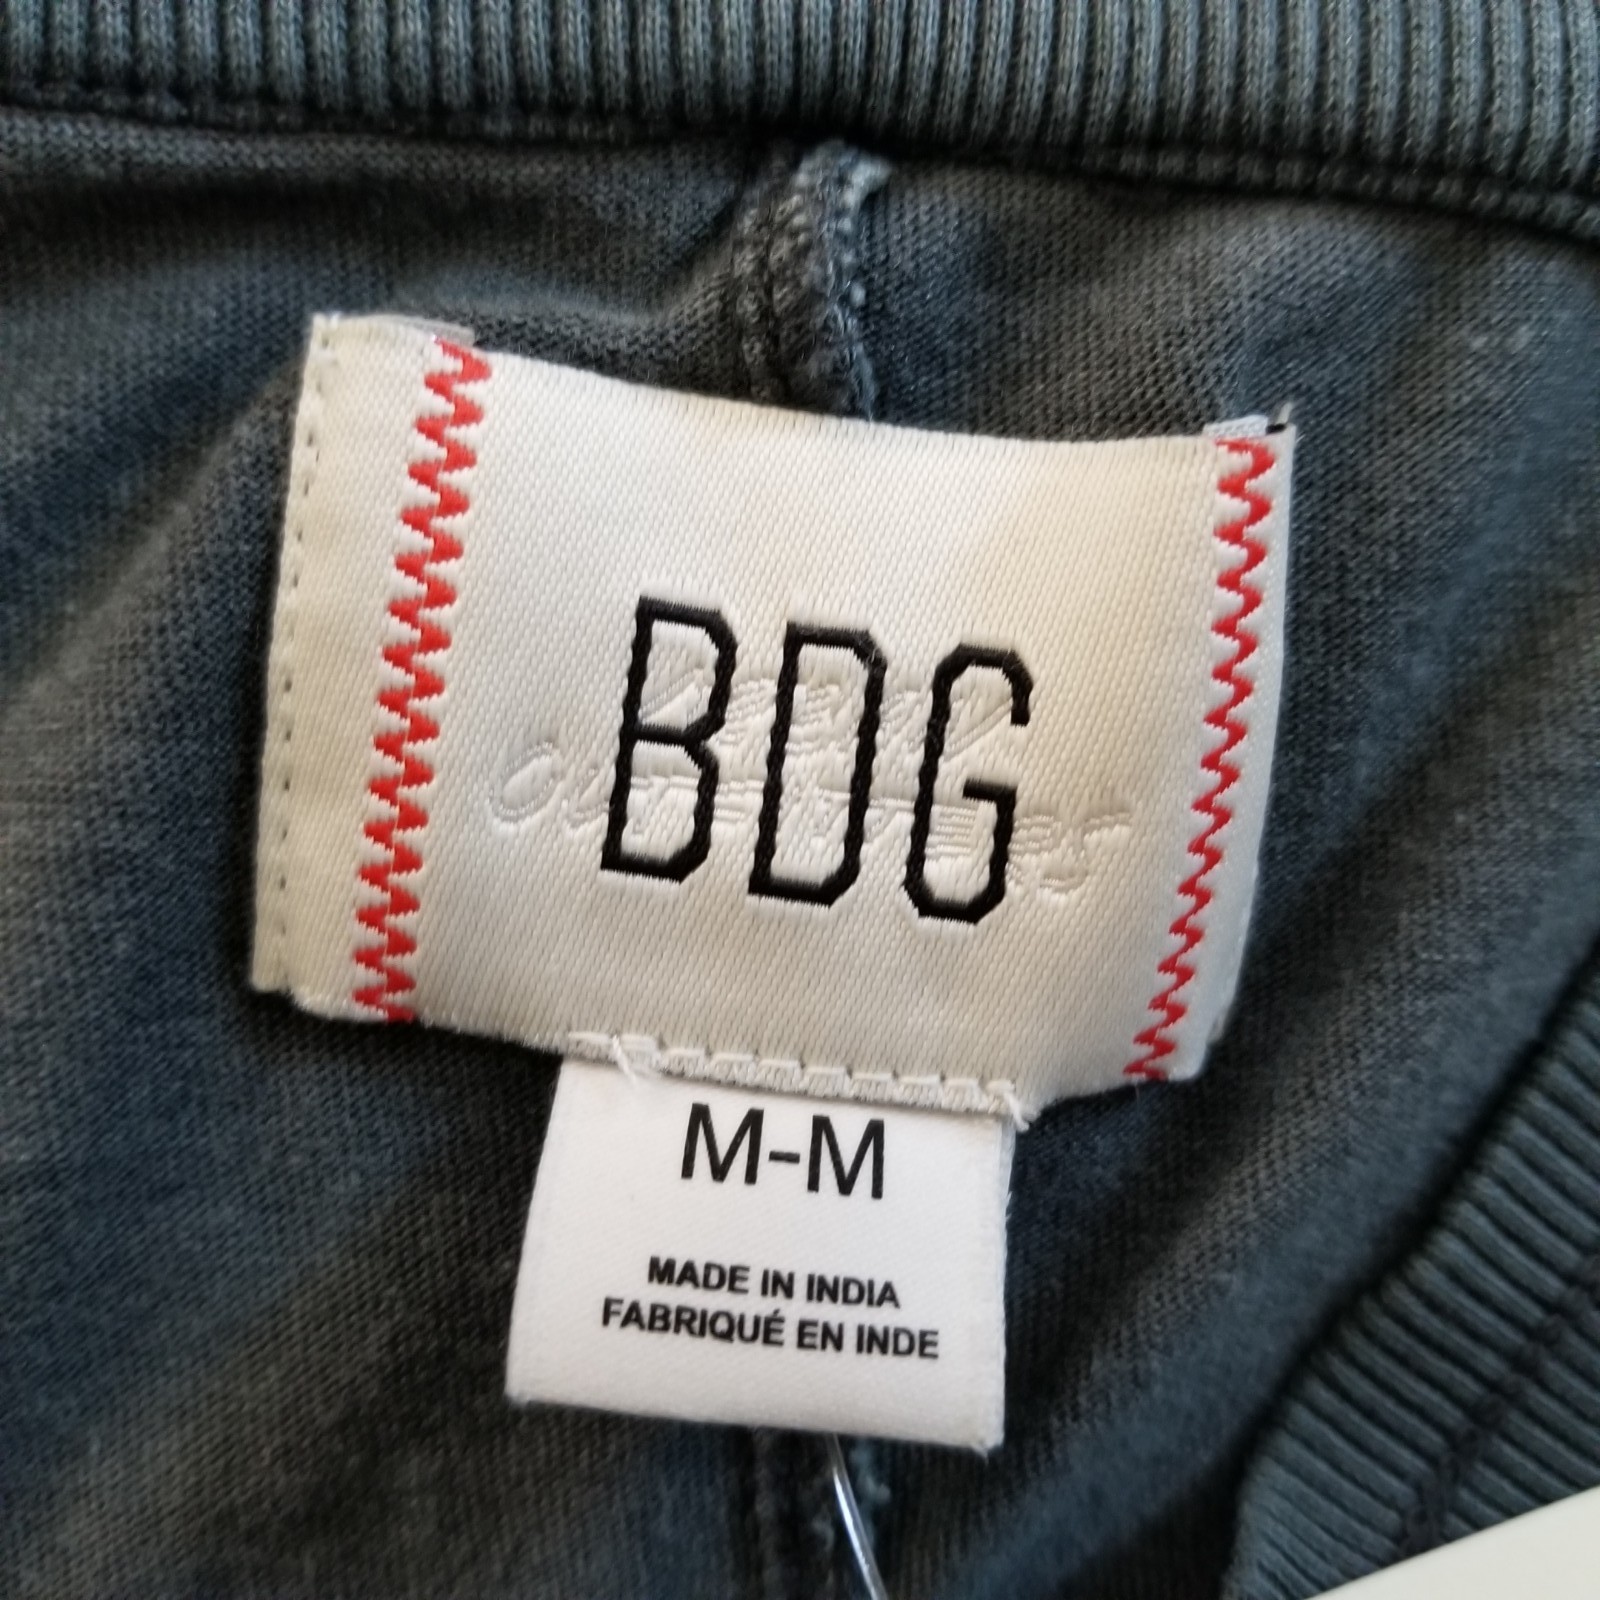 BDG
M-M
MADE IN INDIA
FABRIQUÉ EN INDE